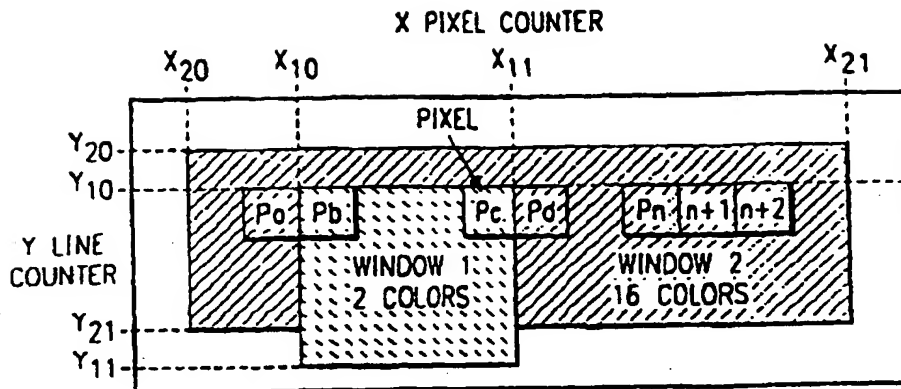 X PIXEL COUNTER
X20 X10 X11 X21
PIXEL
Y20
Y10
Pa Pb Pc Pd Pn n+1 n+2
Y LINE
COUNTER
WINDOW 1
2 COLORS
WINDOW 2
16 COLORS
Y21
Y11